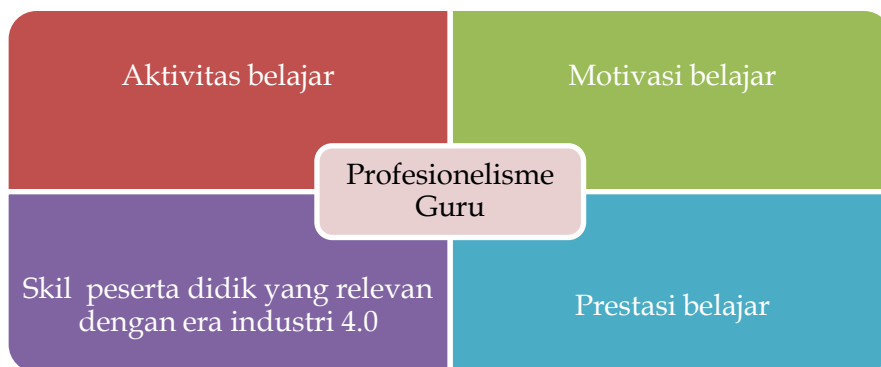 Aktivitas belajar
Motivasi belajar
Profesionelisme
Guru
Skil peserta didik yang relevan
dengan era industri 4.0
Prestasi belajar